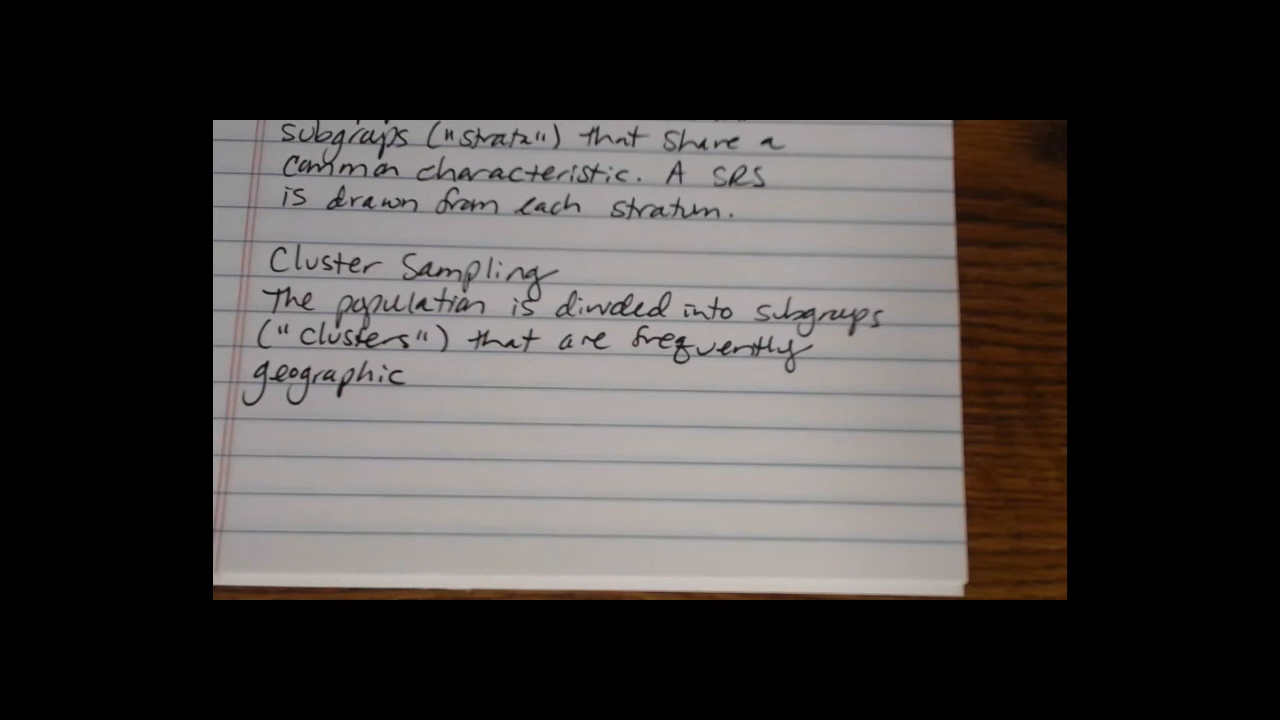 subgroups ("strata") that share a
common characteristic. A SRS
is drawn from each stratum.
Cluster Sampling
The population is divided into subgroups
("clusters") that are frequently
geographic